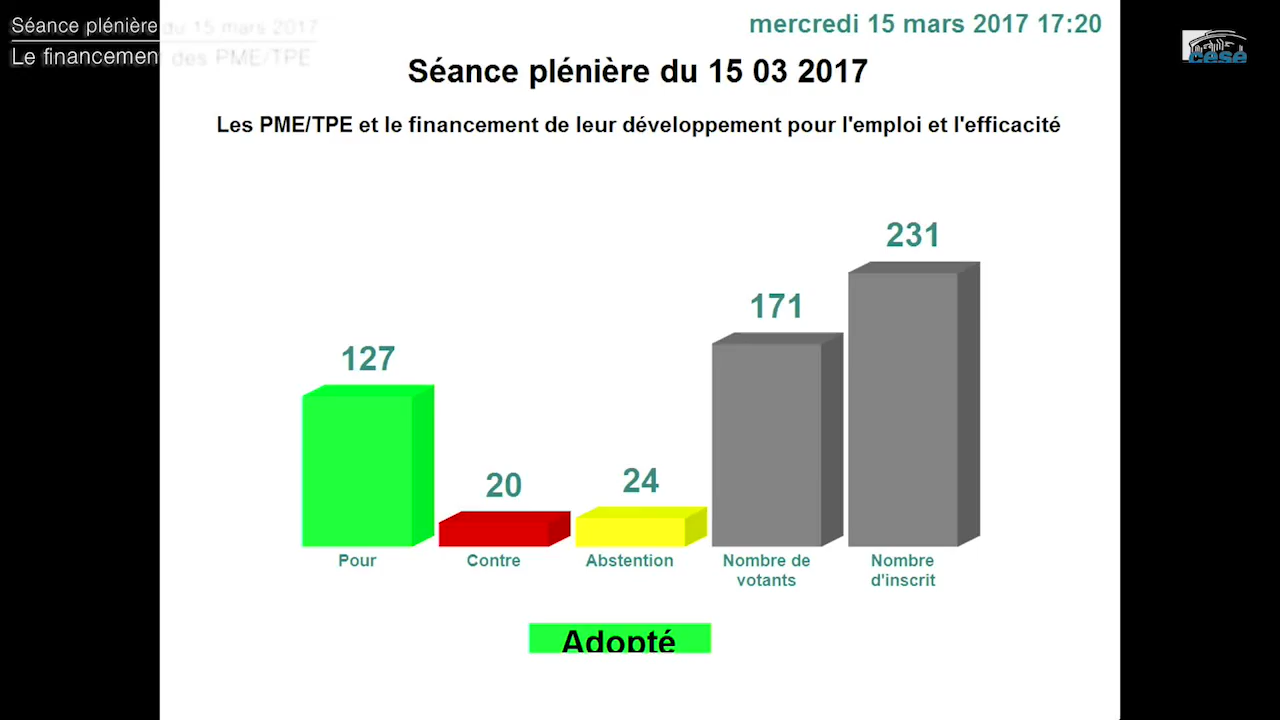 Séance plénière du 15 mars 2017
Le financement des PME/TPE
mercredi 15 mars 2017 17:20
cese
Séance plénière du 15 03 2017
Les PME/TPE et le financement de leur développement pour l'emploi et l'efficacité
231
171
127
20
24
Pour
Contre
Abstention
Nombre de
votants
Nombre
d'inscrit
Adopté